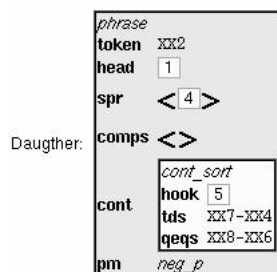 phrase
token XX2
head 1
spr < 4 >
Daugther: comps < >
cont cont_sort
hook 5
tds XX7-XX4
qeqs XX8-XX6
pm neg_p